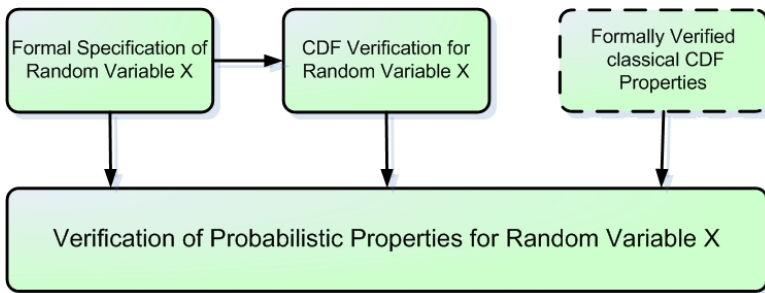 Formal Specification of
Random Variable X
CDF Verification for
Random Variable X
Formally Verified
classical CDF
Properties
Verification of Probabilistic Properties for Random Variable X